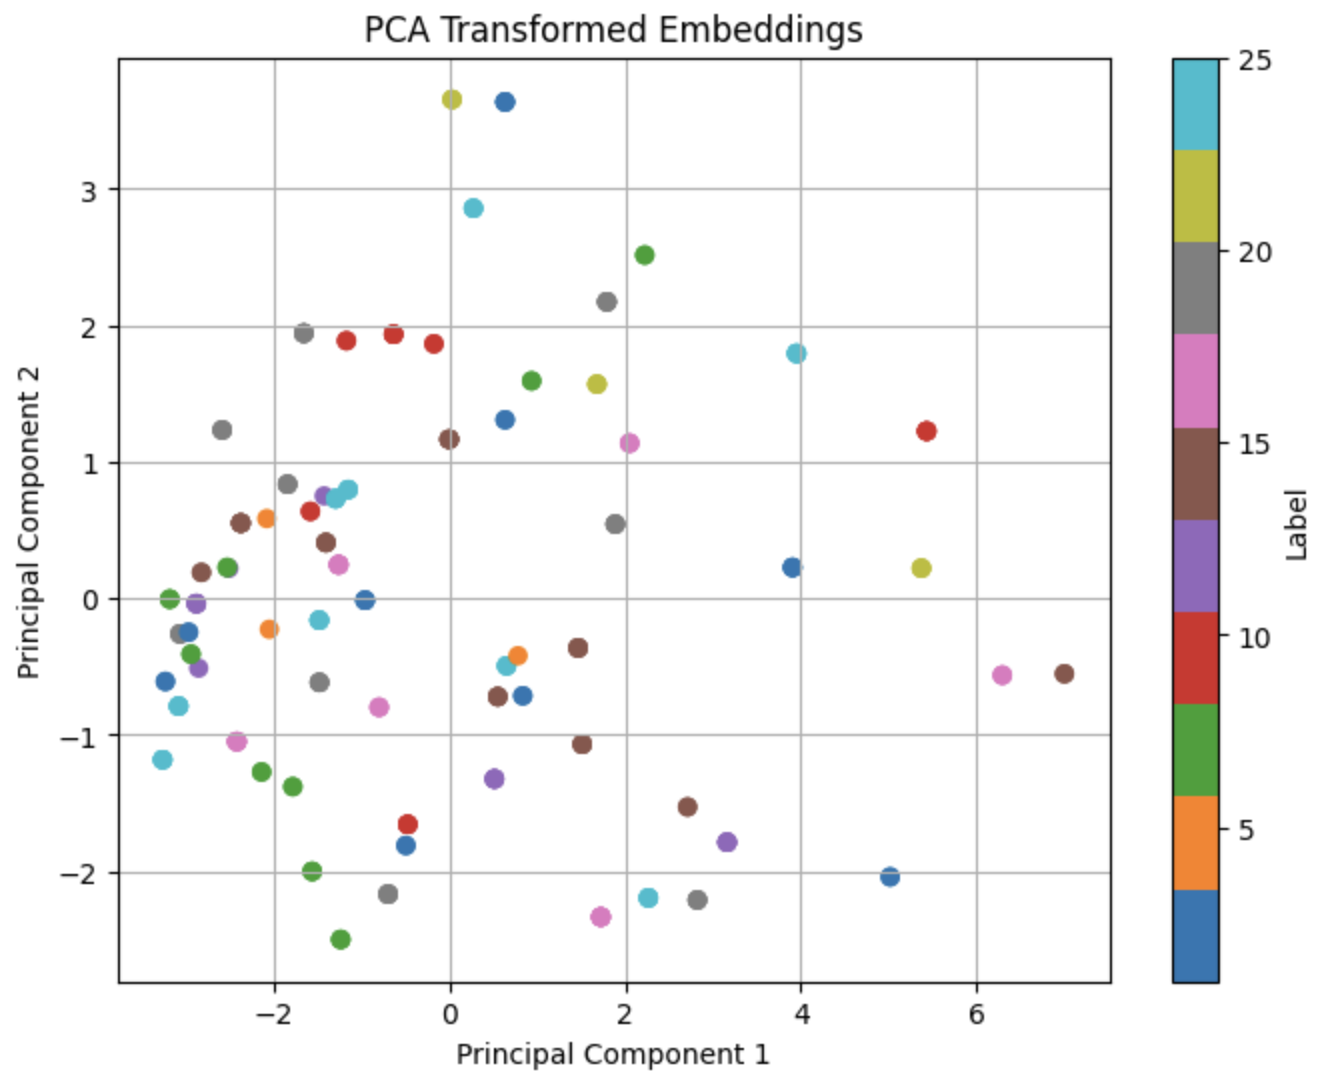 PCA Transformed Embeddings
Principal Component 2
3
2
1
0
−1
−2
−2 0 2 4 6
Principal Component 1
25
20
15
10
5
Label